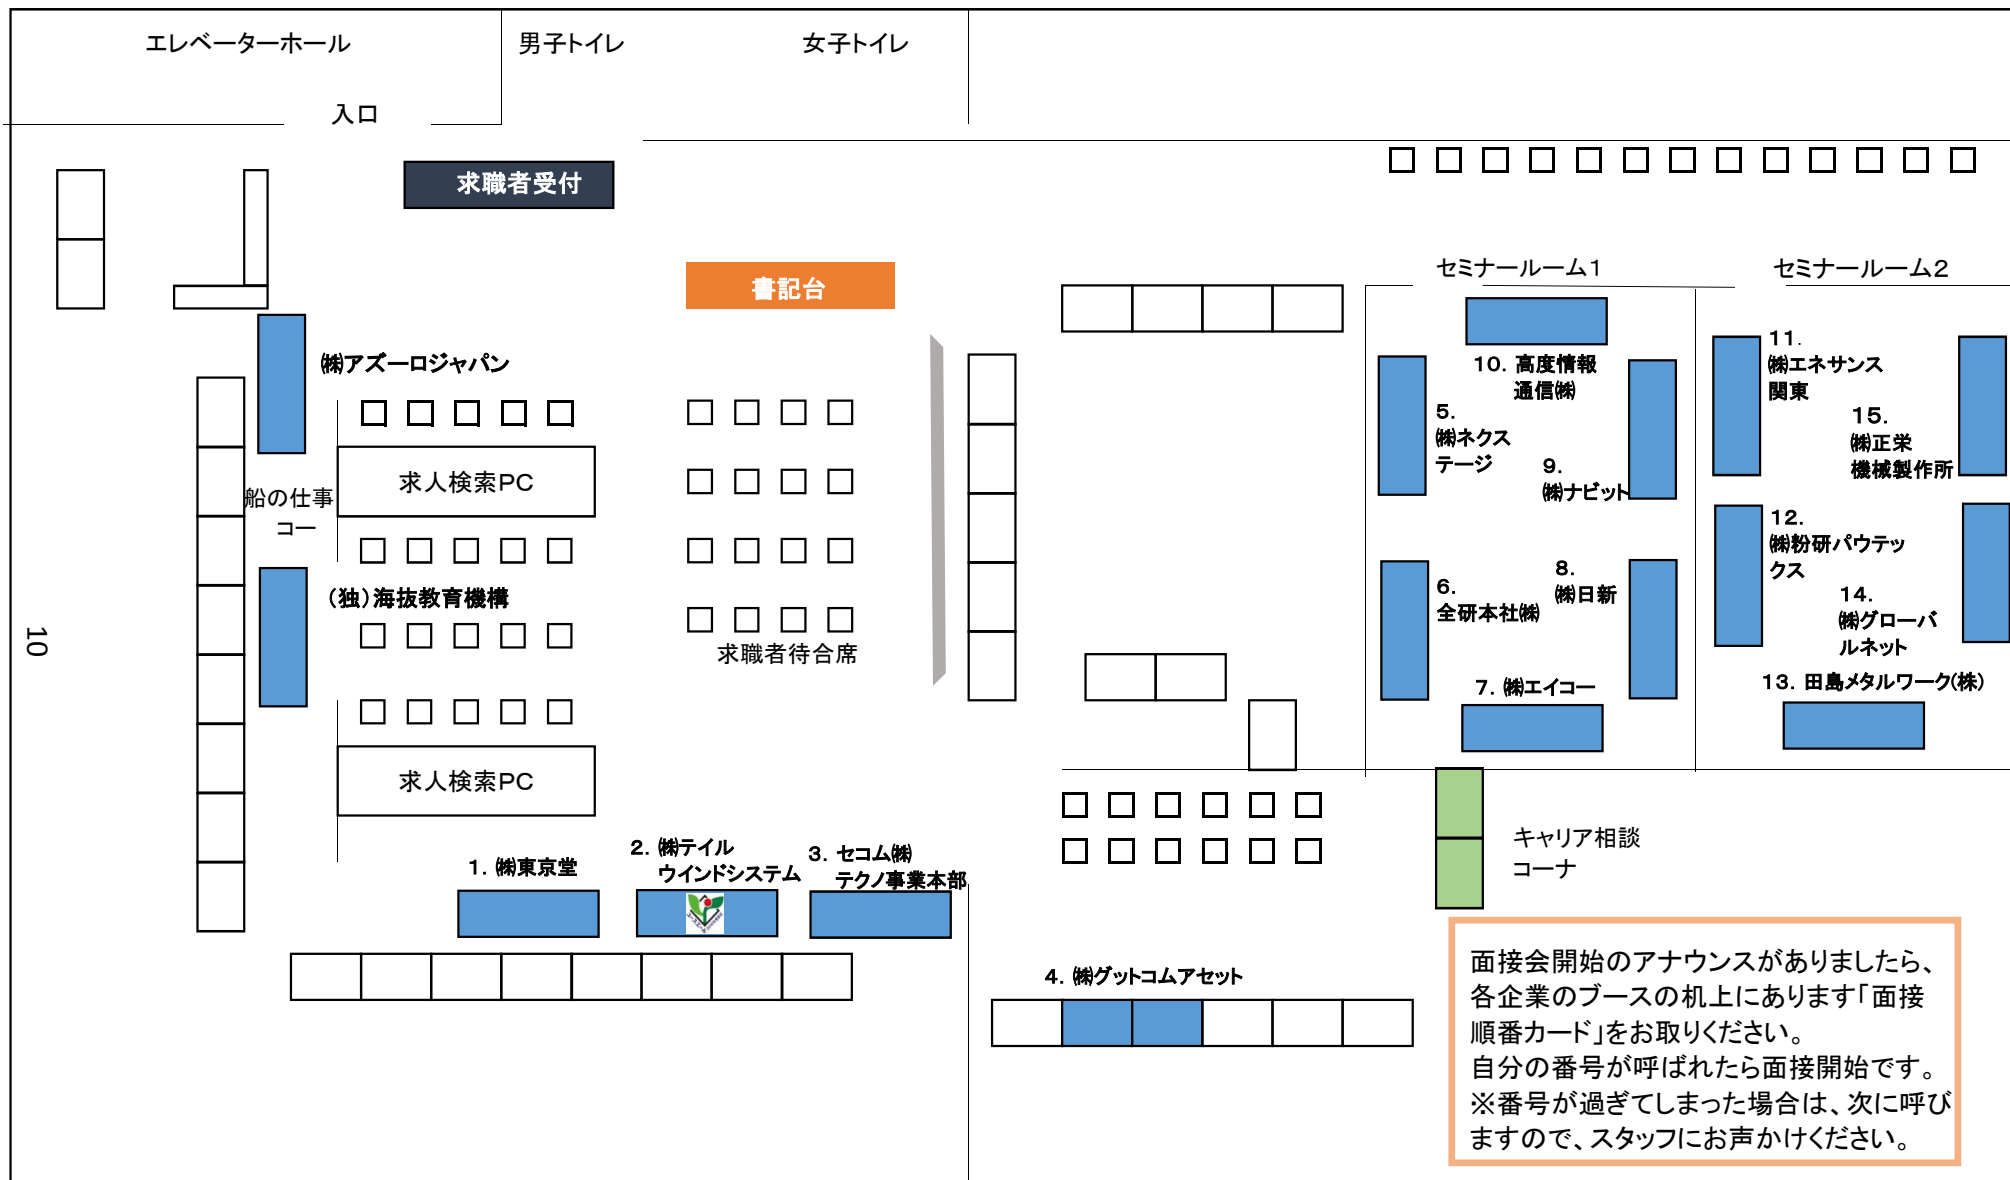 エレベーターホール
男子トイレ
女子トイレ
入口
求職者受付
書記台
セミナールーム1
セミナールーム2
㈱アズーロジャパン
求人検索PC
船の仕事
コー
(独)海抜教育機構
求職者待合席
求人検索PC
10. 高度情報
通信㈱
5.
㈱ネクス
テージ
9.
㈱ナビット
6.
全研本社㈱
8.
㈱日新
7. ㈱エイコー
11.
㈱エネサンス
関東
15.
㈱正栄
機械製作所
12.
㈱粉研パウテッ
クス
14.
㈱グローバ
ルネット
13. 田島メタルワーク(株)
10
1. ㈱東京堂
2. ㈱テイル
ウインドシステム
3. セコム㈱
テクノ事業本部
4. ㈱グットコムアセット
キャリア相談
コーナ
面接会開始のアナウンスがありましたら、
各企業のブースの机上にあります「面接
順番カード」をお取りください。
自分の番号が呼ばれたら面接開始です。
※番号が過ぎてしまった場合は、次に呼び
ますので、スタッフにお声かけください。